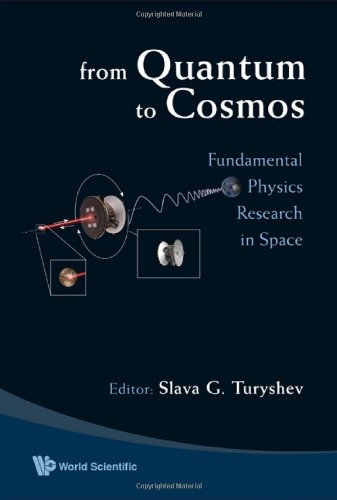 from Quantum
to Cosmos
Fundamental
Physics
Research
in Space
Editor: Slava G. Turyshev
World Scientific